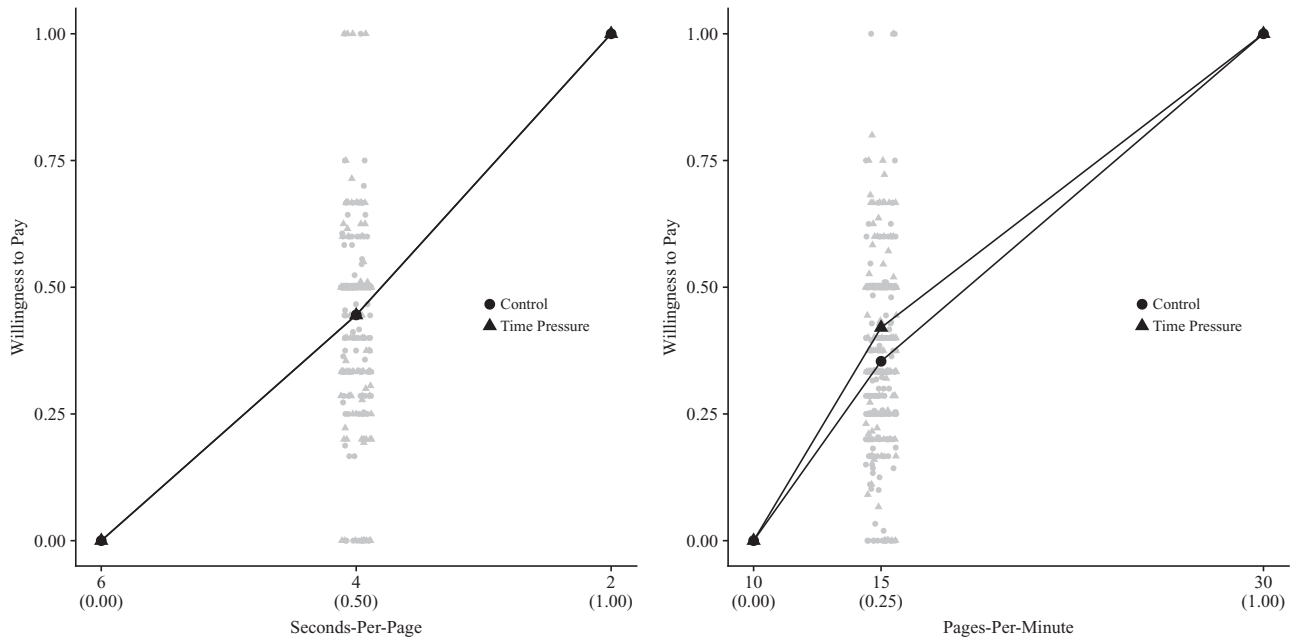 1.00
0.75
0.50
0.25
0.00
Willingness to Pay
Control
Time Pressure
6
(0.00)
4
(0.50)
2
(1.00)
Seconds-Per-Page
1.00
0.75
0.50
0.25
0.00
Willingness to Pay
Control
Time Pressure
10
(0.00)
15
(0.25)
30
(1.00)
Pages-Per-Minute